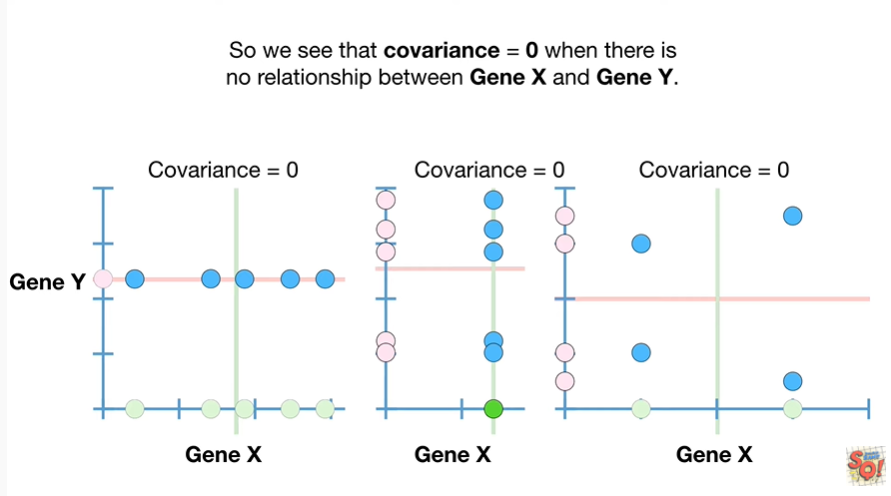 So we see that covariance = 0 when there is
no relationship between Gene X and Gene Y.
Covariance = 0
Covariance = 0
Covariance = 0
Gene Y
Gene X
Gene X
Gene X
SQ!